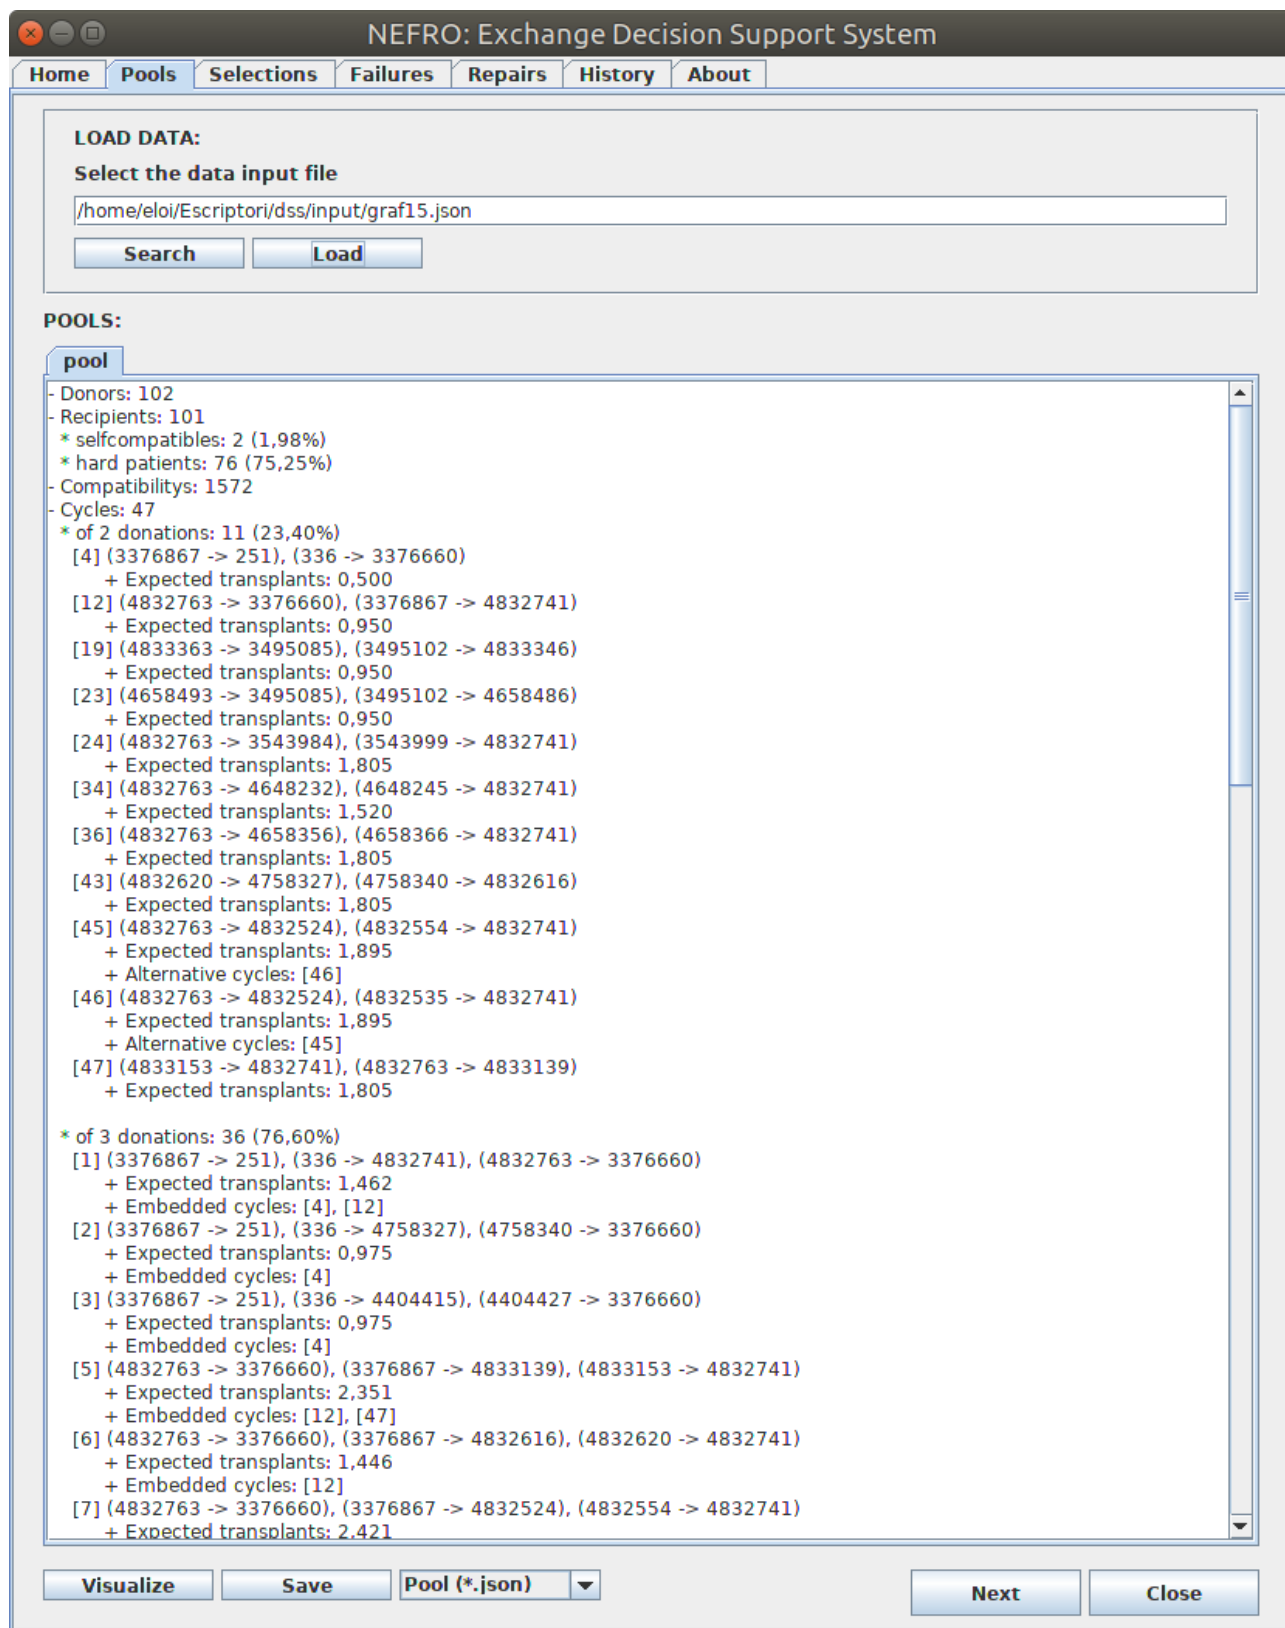 NEFRO: Exchange Decision Support System
Home Pools Selections Failures Repairs History About
LOAD DATA:
Select the data input file
/home/eloi/Escriptori/dss/input/graf15.json
Search Load
POOLS:
pool
- Donors: 102
- Recipients: 101
* selfcompatibles: 2 (1,98%)
* hard patients: 76 (75,25%)
- Compatibilitys: 1572
- Cycles: 47
* of 2 donations: 11 (23,40%)
[4] (3376867 -> 251), (336 -> 3376660)
+ Expected transplants: 0,500
[12] (4832763 -> 3376660), (3376867 -> 4832741)
+ Expected transplants: 0,950
[19] (4833363 -> 3495085), (3495102 -> 4833346)
+ Expected transplants: 0,950
[23] (4658493 -> 3495085), (3495102 -> 4658486)
+ Expected transplants: 0,950
[24] (4832763 -> 3543984), (3543999 -> 4832741)
+ Expected transplants: 1,805
[34] (4832763 -> 4648232), (4648245 -> 4832741)
+ Expected transplants: 1,520
[36] (4832763 -> 4658356), (4658366 -> 4832741)
+ Expected transplants: 1,805
[43] (4832620 -> 4758327), (4758340 -> 4832616)
+ Expected transplants: 1,805
[45] (4832763 -> 4832524), (4832554 -> 4832741)
+ Expected transplants: 1,895
+ Alternative cycles: [46]
[46] (4832763 -> 4832524), (4832535 -> 4832741)
+ Expected transplants: 1,895
+ Alternative cycles: [45]
[47] (4833153 -> 4832741), (4832763 -> 4833139)
+ Expected transplants: 1,805
* of 3 donations: 36 (76,60%)
[1] (3376867 -> 251), (336 -> 4832741), (4832763 -> 3376660)
+ Expected transplants: 1,462
+ Embedded cycles: [4], [12]
[2] (3376867 -> 251), (336 -> 4758327), (4758340 -> 3376660)
+ Expected transplants: 0,975
+ Embedded cycles: [4]
[3] (3376867 -> 251), (336 -> 4404415), (4404427 -> 3376660)
+ Expected transplants: 0,975
+ Embedded cycles: [4]
[5] (4832763 -> 3376660), (3376867 -> 4833139), (4833153 -> 4832741)
+ Expected transplants: 2,351
+ Embedded cycles: [12], [47]
[6] (4832763 -> 3376660), (3376867 -> 4832616), (4832620 -> 4832741)
+ Expected transplants: 1,446
+ Embedded cycles: [12]
[7] (4832763 -> 3376660), (3376867 -> 4832524), (4832554 -> 4832741)
+ Expected transplants: 2,421
Visualize Save Pool (*.json) Next Close